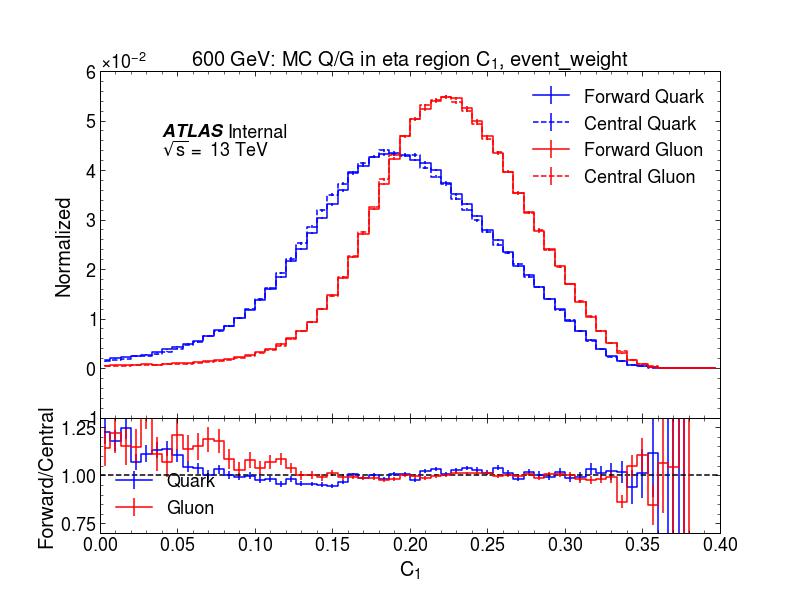 ×10⁻²
600 GeV: MC Q/G in eta region C₁, event_weight
6
5
4
3
2
1
0
−1
Normalized
ATLAS Internal
√s = 13 TeV
Forward Quark
Central Quark
Forward Gluon
Central Gluon
1.25
1.00
0.75
Forward/Central
Quark
Gluon
0.00 0.05 0.10 0.15 0.20 0.25 0.30 0.35 0.40
C₁